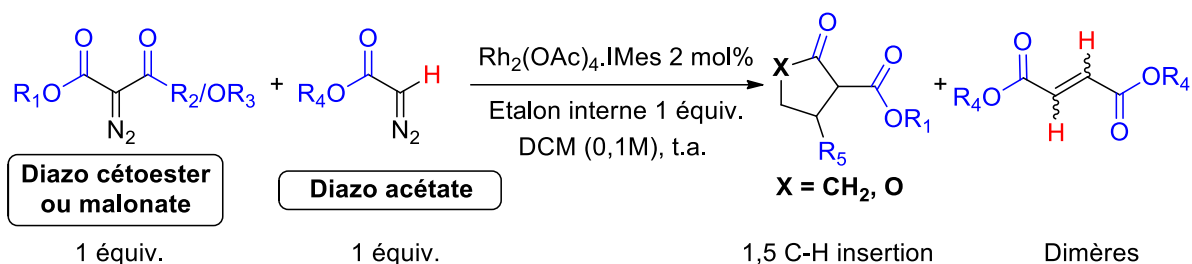 O
O
R1O
R2/OR3
N2
+
O
R4O
H
N2
Rh2(OAc)4.IMes 2 mol%
Etalon interne 1 équiv.
DCM (0,1M), t.a.
O
X
O
OR1
R5
X = CH2, O
+
O
H
R4O
OR4
H
O
Diazo cétoester
ou malonate
Diazo acétate
1 équiv.
1 équiv.
1,5 C-H insertion
Dimères